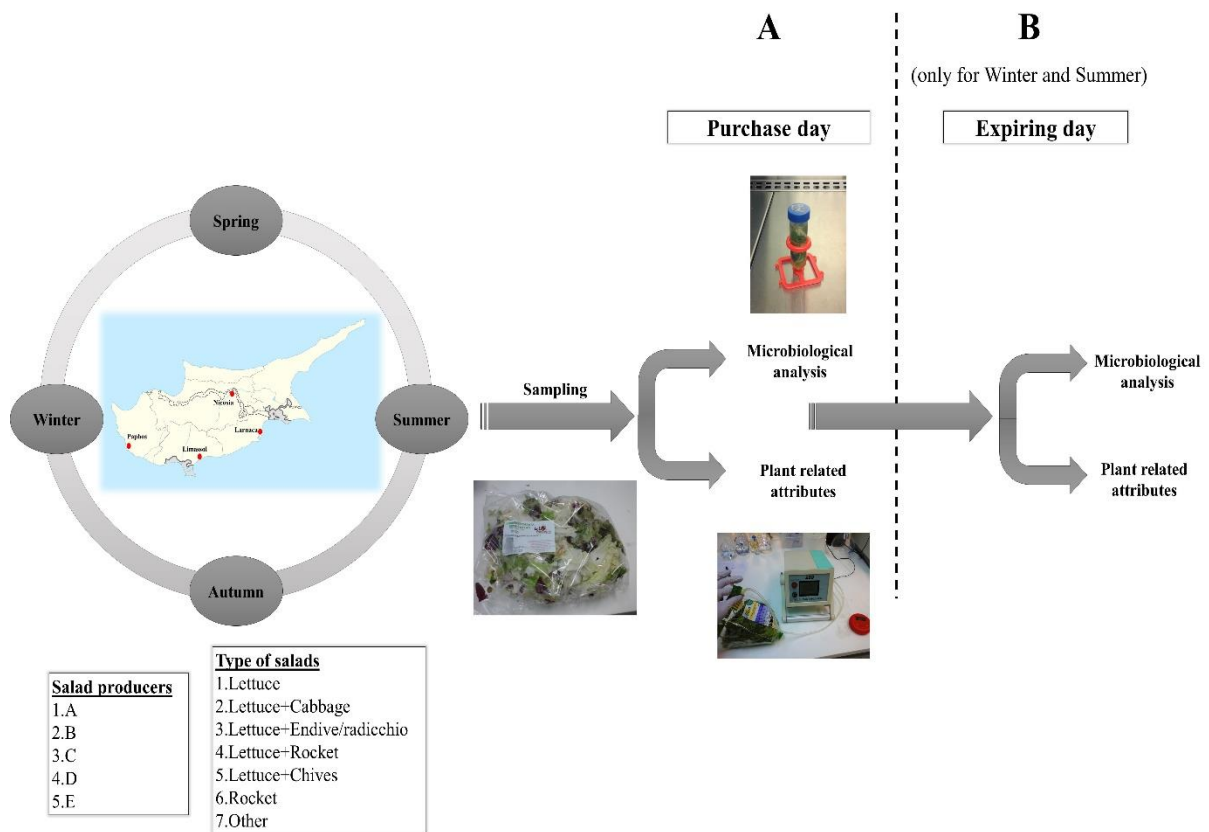 A
B
(only for Winter and Summer)
Purchase day
Expiring day
Spring
Winter
Summer
Autumn
Nicosia
Larnaca
Paphos
Limassol
Sampling
Microbiological
analysis
Plant related
attributes
Microbiological
analysis
Plant related
attributes
Salad producers
1.A
2.B
3.C
4.D
5.E
Type of salads
1.Lettuce
2.Lettuce+Cabbage
3.Lettuce+Endive/radicchio
4.Lettuce+Rocket
5.Lettuce+Chives
6.Rocket
7.Other